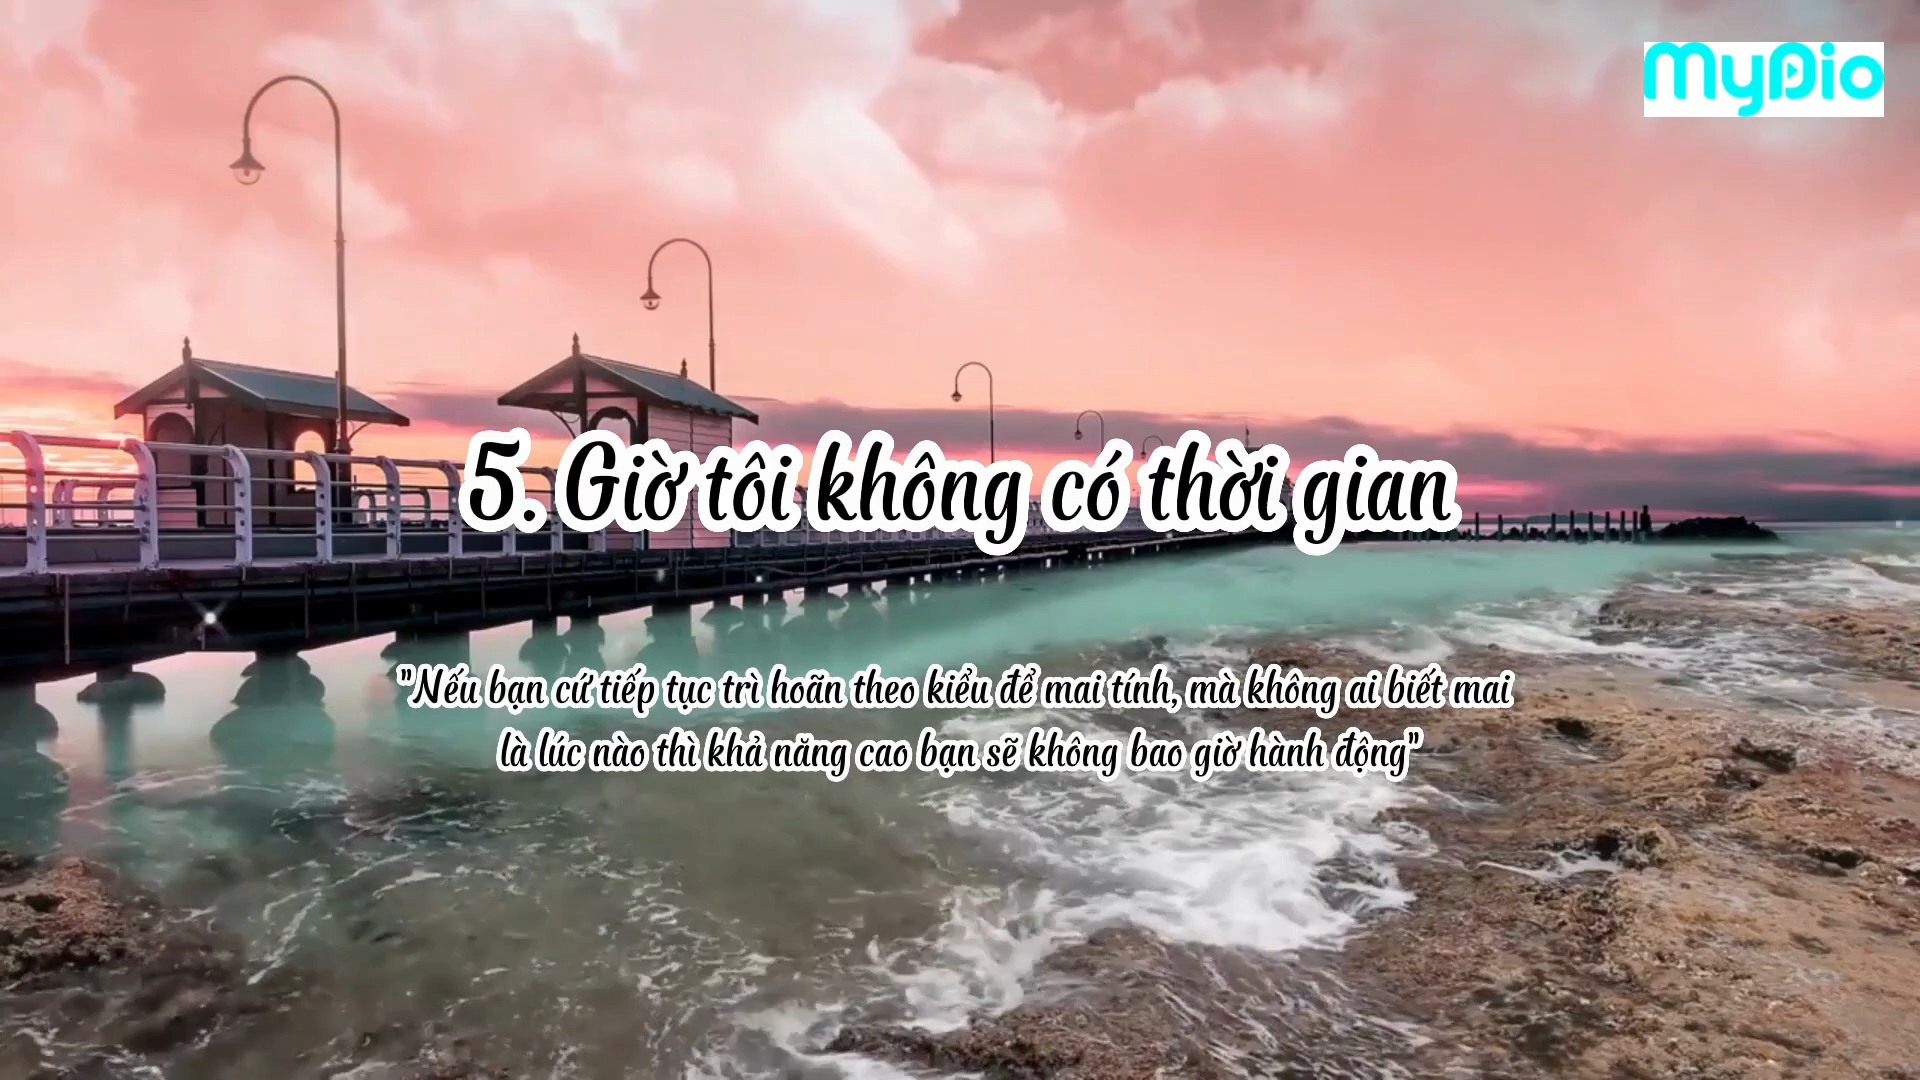 MyDio
5. Giờ tôi không có thời gian
"Nếu bạn cứ tiếp tục trì hoãn theo kiểu để mai tính, mà không ai biết mai
là lúc nào thì khả năng cao bạn sẽ không bao giờ hành động"